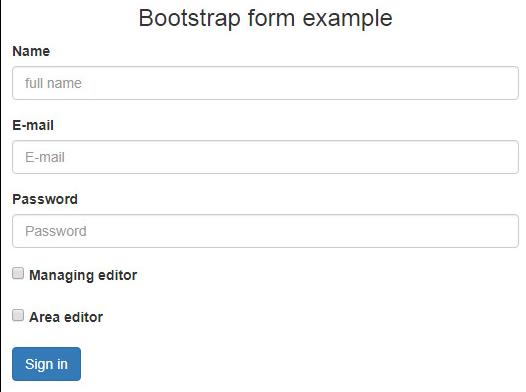 Bootstrap form example
Name
full name
E-mail
E-mail
Password
Password
Managing editor
Area editor
Sign in